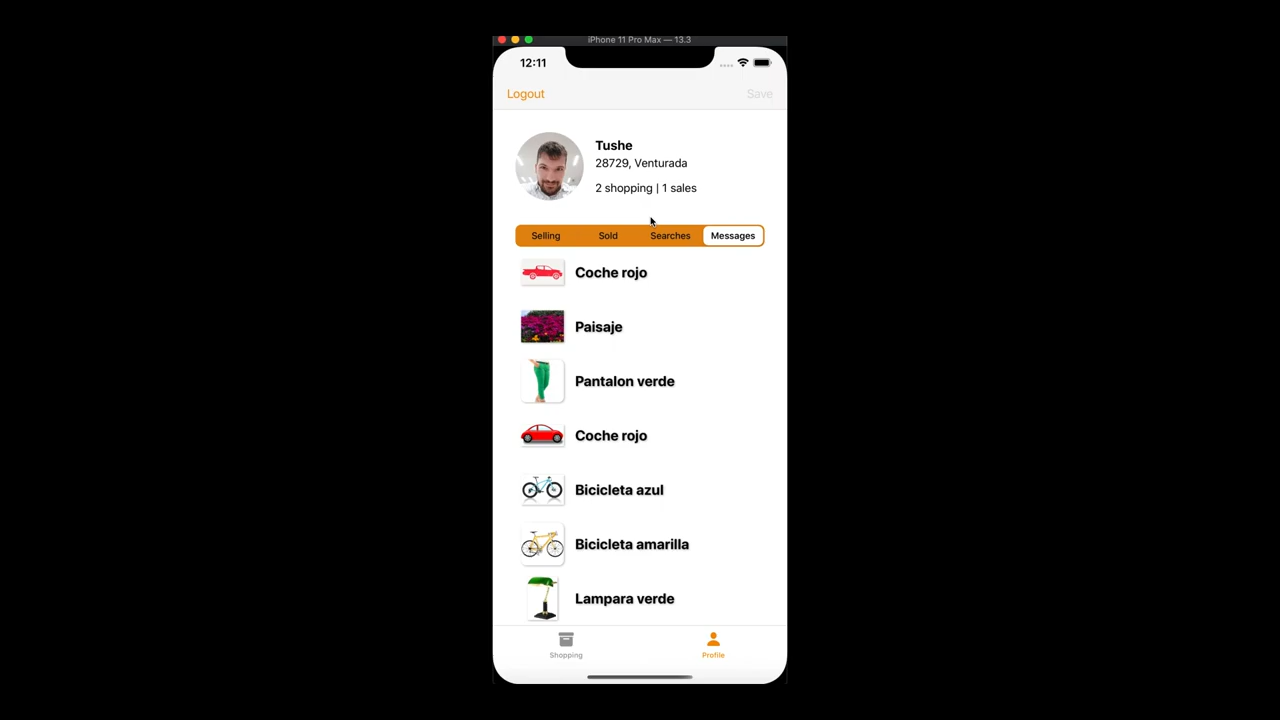 iPhone 11 Pro Max — 13.3
12:11
Logout
Save
Tushe
28729, Venturada
2 shopping | 1 sales
Selling
Sold
Searches
Messages
Coche rojo
Paisaje
Pantalon verde
Coche rojo
Bicicleta azul
Bicicleta amarilla
Lampara verde
Shopping
Profile